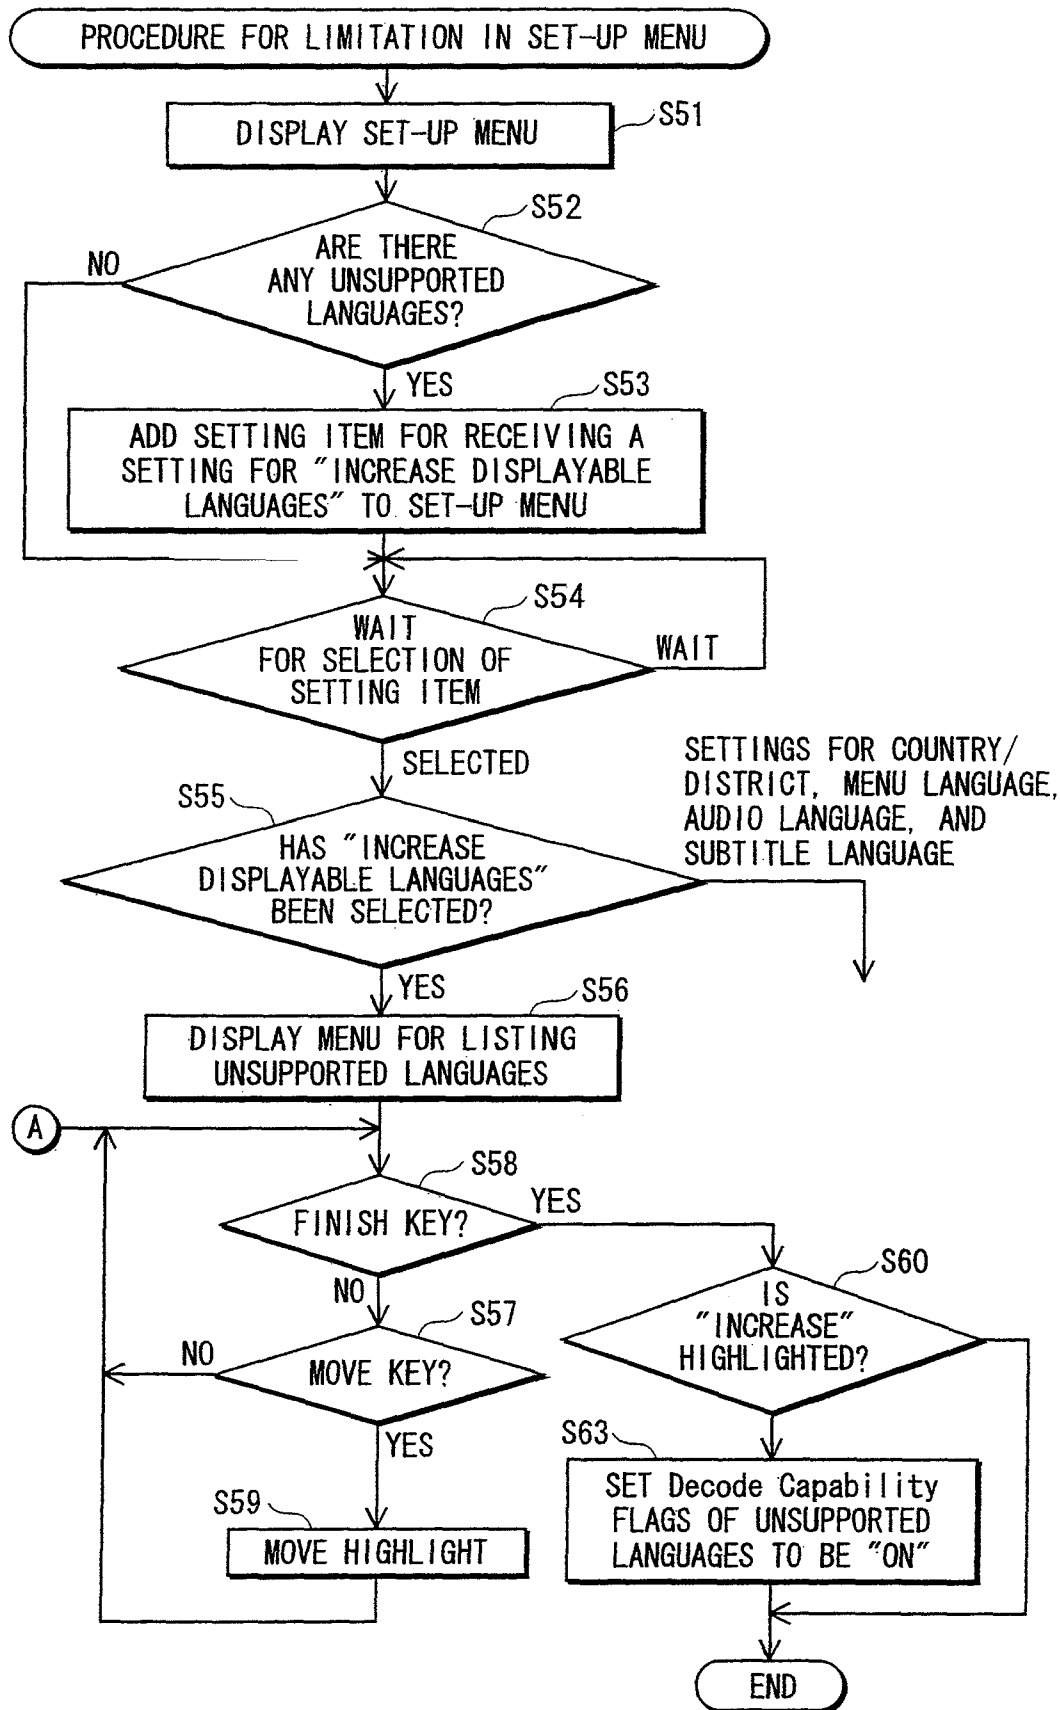 PROCEDURE FOR LIMITATION IN SET-UP MENU
S51
DISPLAY SET-UP MENU
S52
ARE THERE
ANY UNSUPPORTED
LANGUAGES?
NO
YES
S53
ADD SETTING ITEM FOR RECEIVING A
SETTING FOR "INCREASE DISPLAYABLE
LANGUAGES" TO SET-UP MENU
S54
WAIT
FOR SELECTION OF
SETTING ITEM
WAIT
SELECTED
SETTINGS FOR COUNTRY/
DISTRICT, MENU LANGUAGE,
AUDIO LANGUAGE, AND
SUBTITLE LANGUAGE
S55
HAS "INCREASE
DISPLAYABLE LANGUAGES"
BEEN SELECTED?
YES
S56
DISPLAY MENU FOR LISTING
UNSUPPORTED LANGUAGES
A
S58
FINISH KEY?
YES
NO
S57
MOVE KEY?
NO
YES
S59
MOVE HIGHLIGHT
S60
IS
"INCREASE"
HIGHLIGHTED?
S63
SET Decode Capability
FLAGS OF UNSUPPORTED
LANGUAGES TO BE "ON"
END